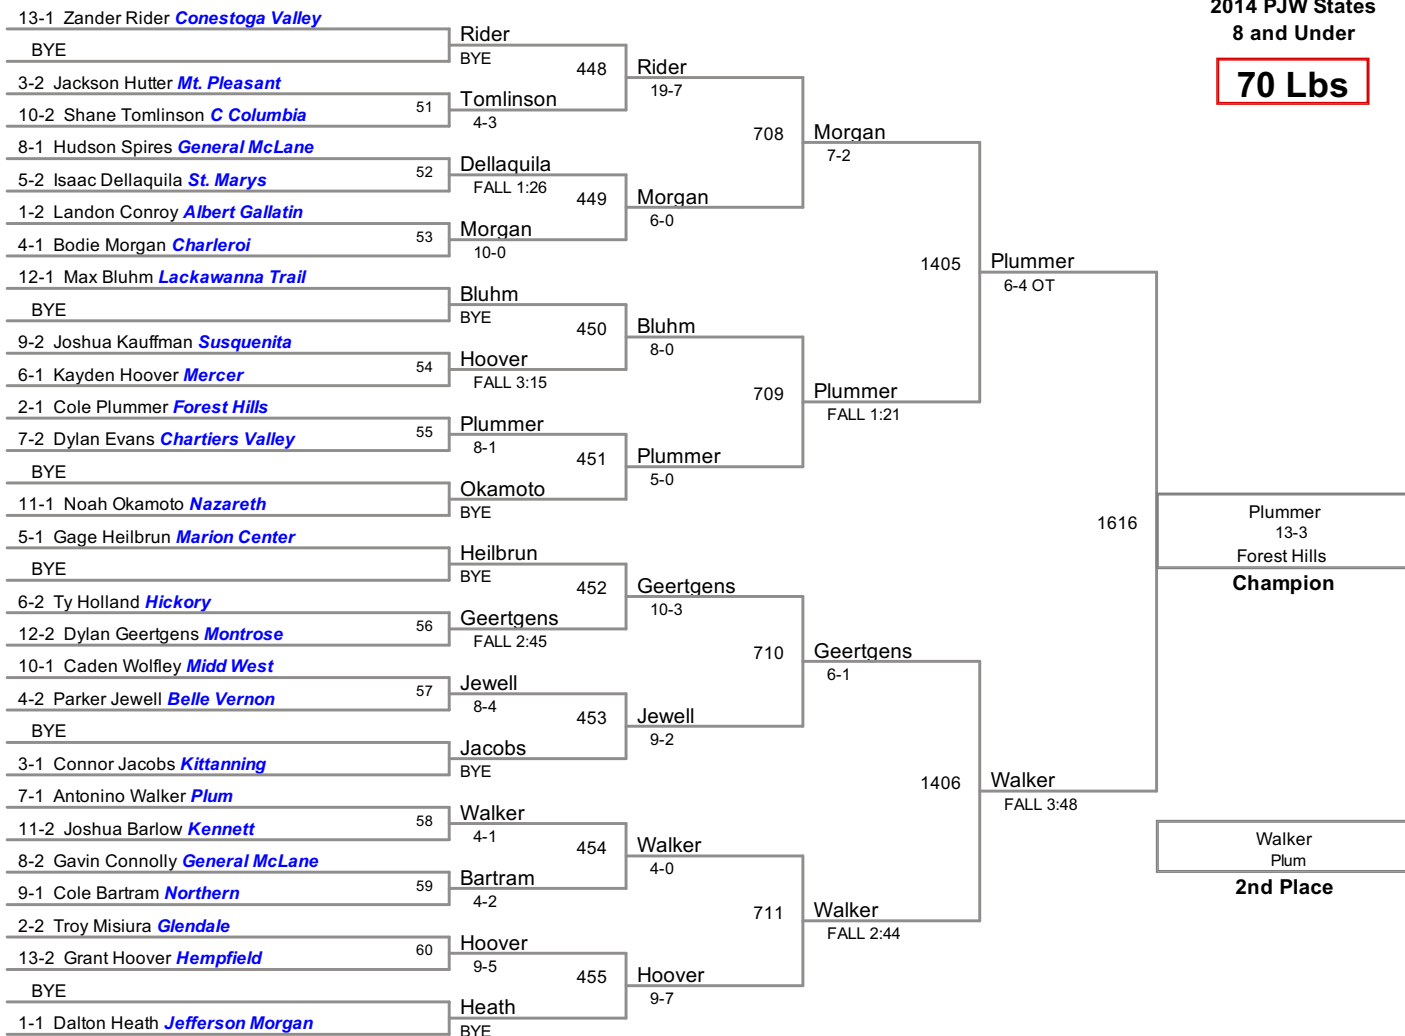 2014 PJW States
8 and Under
70 Lbs
13-1 Zander Rider Conestoga Valley
BYE
3-2 Jackson Hutter Mt. Pleasant
10-2 Shane Tomlinson C Columbia
8-1 Hudson Spires General McLane
5-2 Isaac Dellaquila St. Marys
1-2 Landon Conroy Albert Gallatin
4-1 Bodie Morgan Charleroi
12-1 Max Bluhm Lackawanna Trail
BYE
9-2 Joshua Kauffman Susquenita
6-1 Kayden Hoover Mercer
2-1 Cole Plummer Forest Hills
7-2 Dylan Evans Chartiers Valley
BYE
11-1 Noah Okamoto Nazareth
5-1 Gage Heilbrun Marion Center
BYE
6-2 Ty Holland Hickory
12-2 Dylan Geertgens Montrose
10-1 Caden Wolfley Midd West
4-2 Parker Jewell Belle Vernon
BYE
3-1 Connor Jacobs Kittanning
7-1 Antonino Walker Plum
11-2 Joshua Barlow Kennett
8-2 Gavin Connolly General McLane
9-1 Cole Bartram Northern
2-2 Troy Misiura Glendale
13-2 Grant Hoover Hempfield
BYE
1-1 Dalton Heath Jefferson Morgan
51
52
53
54
55
56
57
58
59
60
Rider
BYE
Tomlinson
4-3
Dellaquila
FALL 1:26
Morgan
10-0
Bluhm
BYE
Hoover
FALL 3:15
Plummer
8-1
Okamoto
BYE
Heilbrun
BYE
Geertgens
FALL 2:45
Jewell
8-4
Jacobs
BYE
Walker
4-1
Bartram
4-2
Hoover
9-5
Heath
BYE
448
449
450
451
452
453
454
455
Rider
19-7
Morgan
6-0
Bluhm
8-0
Plummer
5-0
Geertgens
10-3
Jewell
9-2
Walker
4-0
Hoover
9-7
708
709
710
711
Morgan
7-2
Plummer
FALL 1:21
Geertgens
6-1
Walker
FALL 2:44
1405
1406
Plummer
6-4 OT
Walker
FALL 3:48
1616
Plummer
13-3
Forest Hills
Champion
Walker
Plum
2nd Place